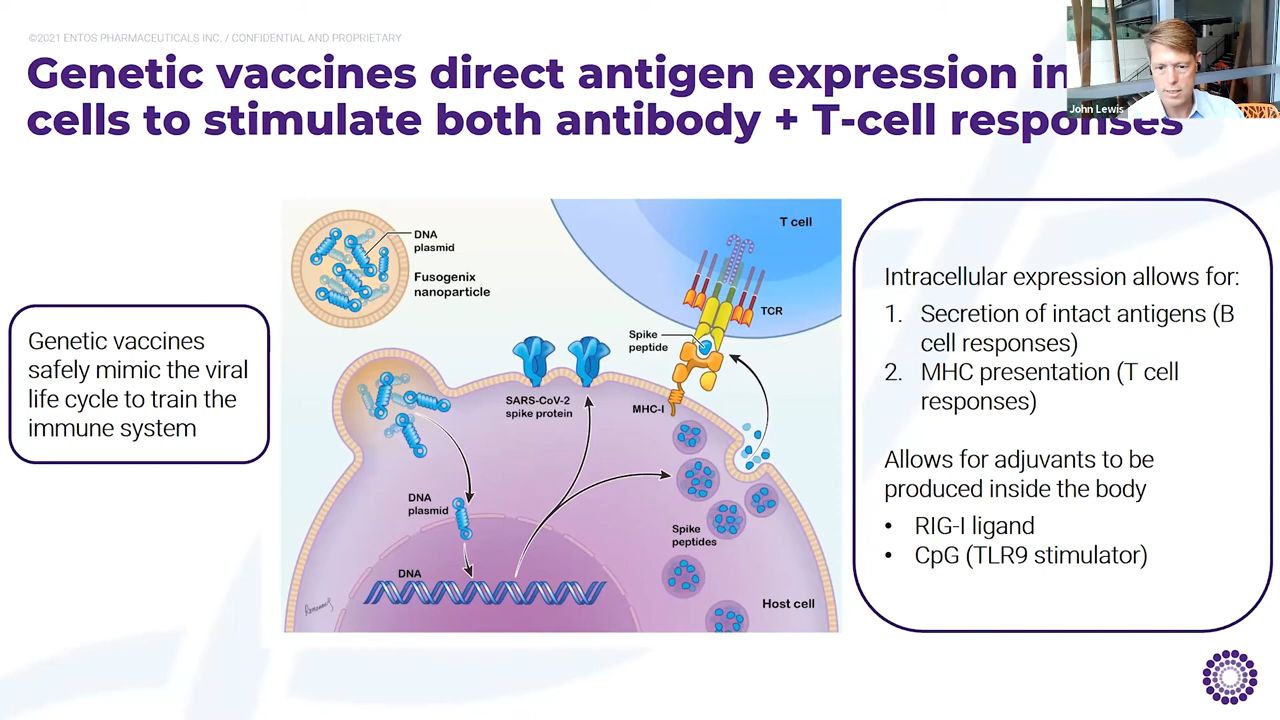 ©2021 ENTOS PHARMACEUTICALS INC. / CONFIDENTIAL AND PROPRIETARY
Genetic vaccines direct antigen expression in
cells to stimulate both antibody + T-cell responses
John Lewis
Genetic vaccines
safely mimic the viral
life cycle to train the
immune system
DNA
plasmid
Fusogenix
nanoparticle
T cell
TCR
Spike
peptide
SARS-CoV-2
spike protein
MHC-I
DNA
plasmid
Spike
peptides
DNA
Host cell
Intracellular expression allows for:
1. Secretion of intact antigens (B
cell responses)
2. MHC presentation (T cell
responses)
Allows for adjuvants to be
produced inside the body
• RIG-I ligand
• CpG (TLR9 stimulator)